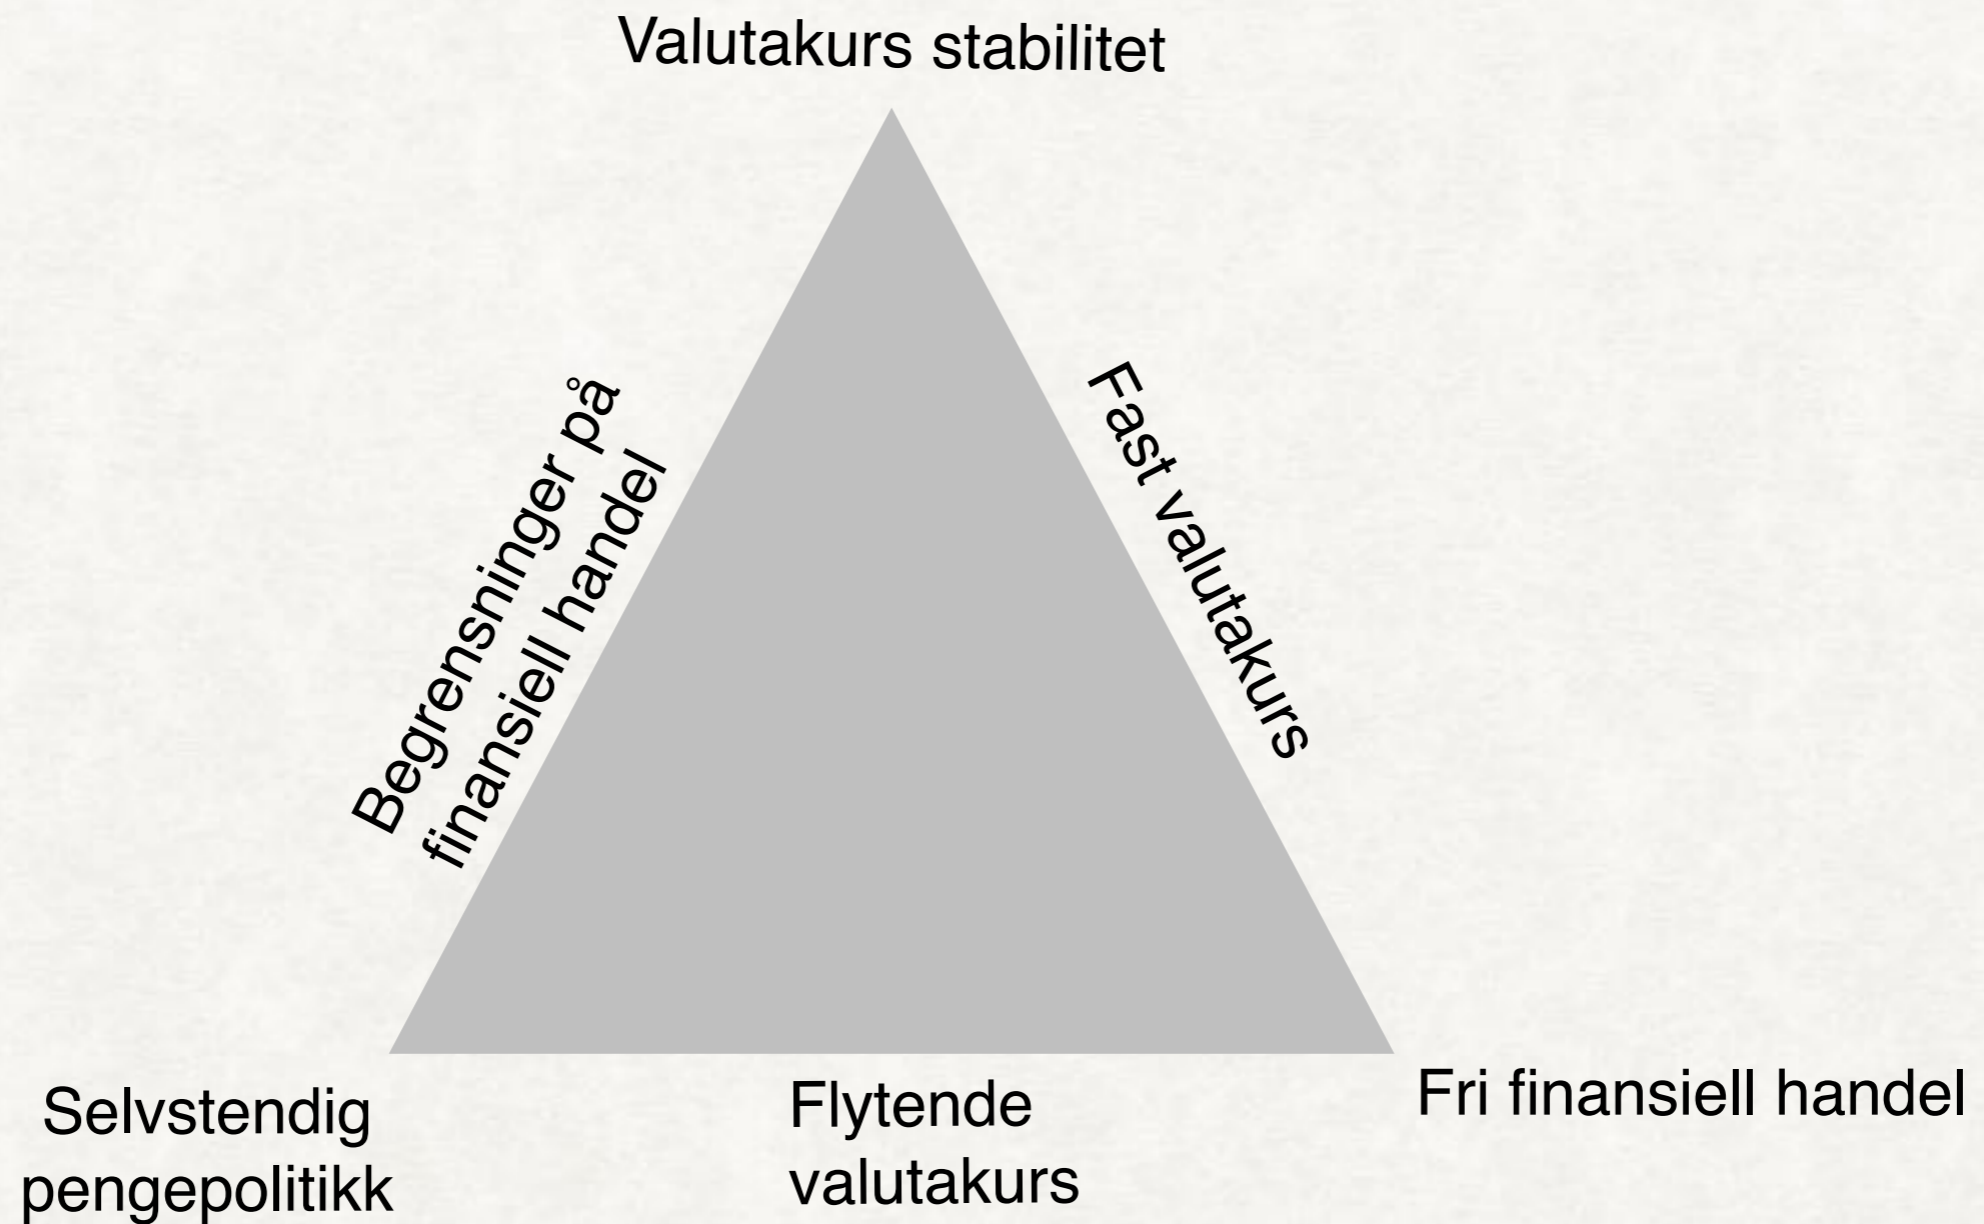 Valutakurs stabilitet
Begrensninger på
finansiell handel
Fast valutakurs
Selvstendig
pengepolitikk
Flytende
valutakurs
Fri finansiell handel